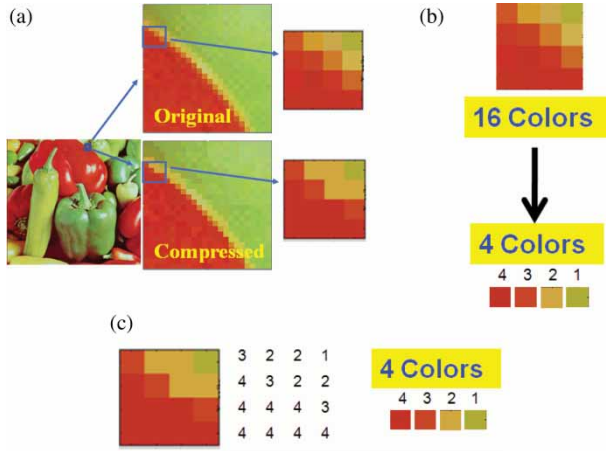 (a)
Original
Compressed
(b)
16 Colors
4 Colors
4 3 2 1
(c)
3 2 2 1
4 3 2 2
4 4 4 3
4 4 4 4
4 Colors
4 3 2 1